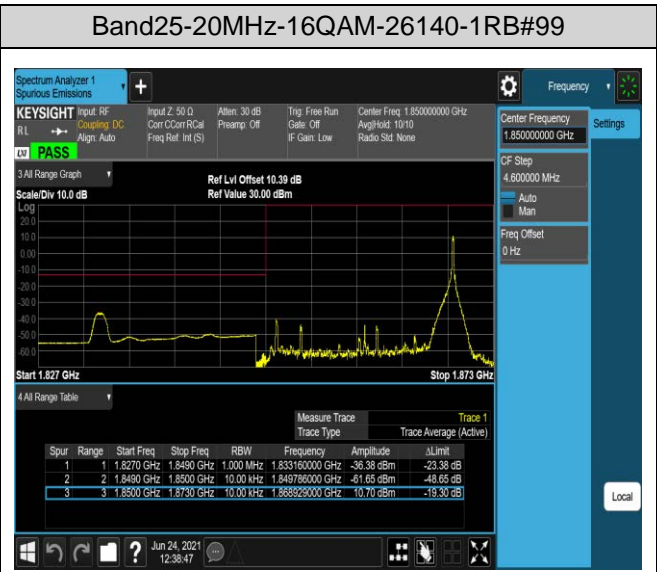 Band25-20MHz-16QAM-26140-1RB#99
Spectrum Analyzer 1
Spurious Emissions
+
Frequency
KEYSIGHT
RL
LXI
PASS
Input: RF
Coupling: DC
Align: Auto
Input Z: 50 Ω
Corr CCorr RCal
Freq Ref: Int (S)
Atten: 30 dB
Preamp: Off
Trig: Free Run
Gate: Off
IF Gain: Low
Center Freq: 1.850000000 GHz
Avg|Hold: 10/10
Radio Std: None
Center Frequency
1.850000000 GHz
Settings
CF Step
4.600000 MHz
Auto
Man
Freq Offset
0 Hz
3 All Range Graph
Scale/Div 10.0 dB
Ref Lvl Offset 10.39 dB
Ref Value 30.00 dBm
Log
20.0
10.0
0.00
-10.0
-20.0
-30.0
-40.0
-50.0
-60.0
Start 1.827 GHz
Stop 1.873 GHz
4 All Range Table
Measure Trace Trace 1
Trace Type Trace Average (Active)
Spur Range Start Freq Stop Freq RBW Frequency Amplitude ΔLimit
1 1 1.8270 GHz 1.8490 GHz 1.000 MHz 1.833160000 GHz -36.38 dBm -23.38 dB
2 2 1.8490 GHz 1.8500 GHz 10.00 kHz 1.849786000 GHz -61.65 dBm -48.65 dB
3 3 1.8500 GHz 1.8730 GHz 10.00 kHz 1.868929000 GHz 10.70 dBm -19.30 dB
Local
?
Jun 24, 2021
12:38:47